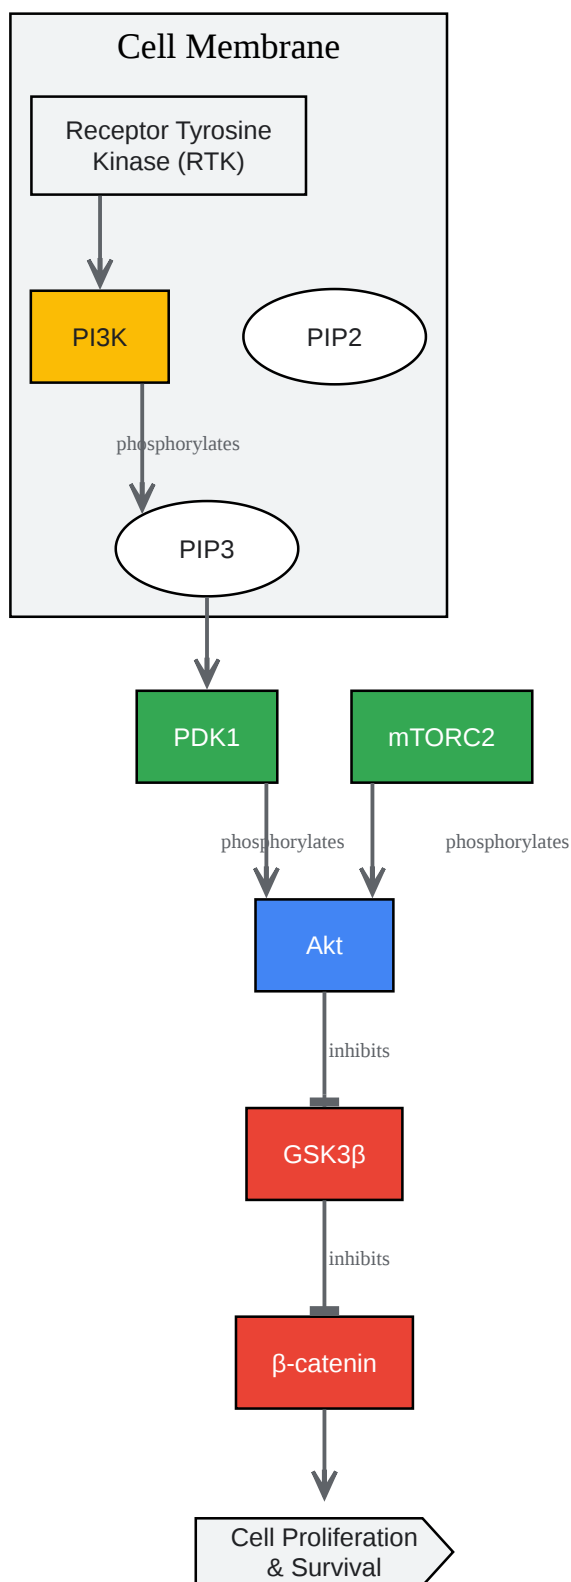 Cell Membrane
Receptor Tyrosine
Kinase (RTK)
PI3K
PIP2
phosphorylates
PIP3
PDK1
mTORC2
phosphorylates
phosphorylates
Akt
inhibits
GSK3β
inhibits
β-catenin
Cell Proliferation
& Survival